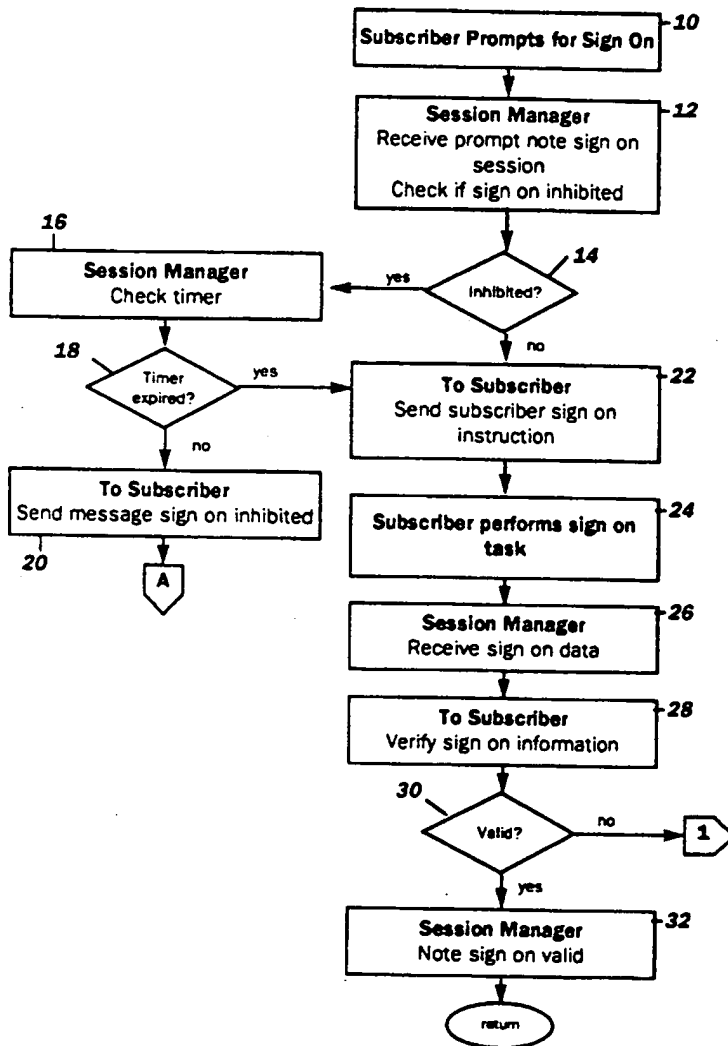 10
Subscriber Prompts for Sign On
12
Session Manager
Receive prompt note sign on
session
Check if sign on inhibited
14
Inhibited?
yes
no
16
Session Manager
Check timer
18
Timer
expired?
yes
no
To Subscriber
Send message sign on inhibited
20
A
22
To Subscriber
Send subscriber sign on
instruction
24
Subscriber performs sign on
task
26
Session Manager
Receive sign on data
28
To Subscriber
Verify sign on information
30
Valid?
no
1
yes
32
Session Manager
Note sign on valid
return